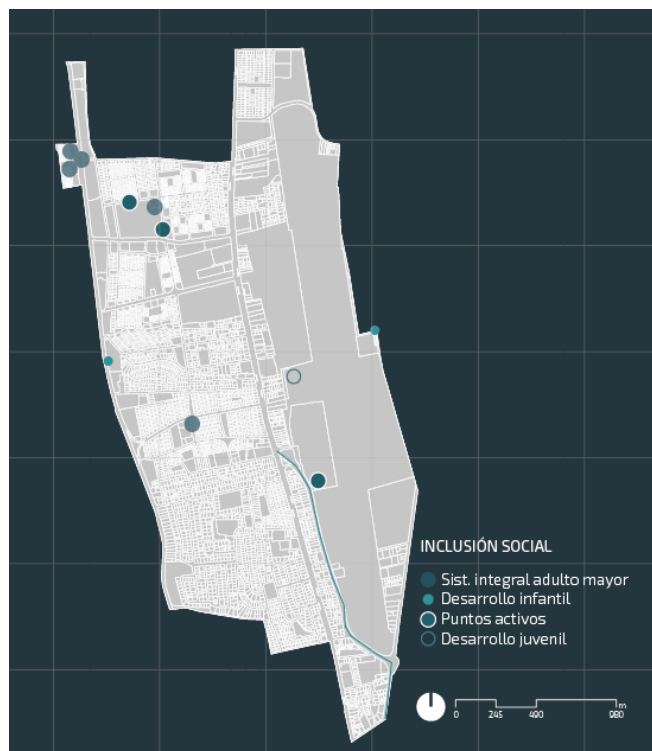 INCLUSIÓN SOCIAL
Sist. integral adulto mayor
Desarrollo infantil
Puntos activos
Desarrollo juvenil
0 245 490 980 m